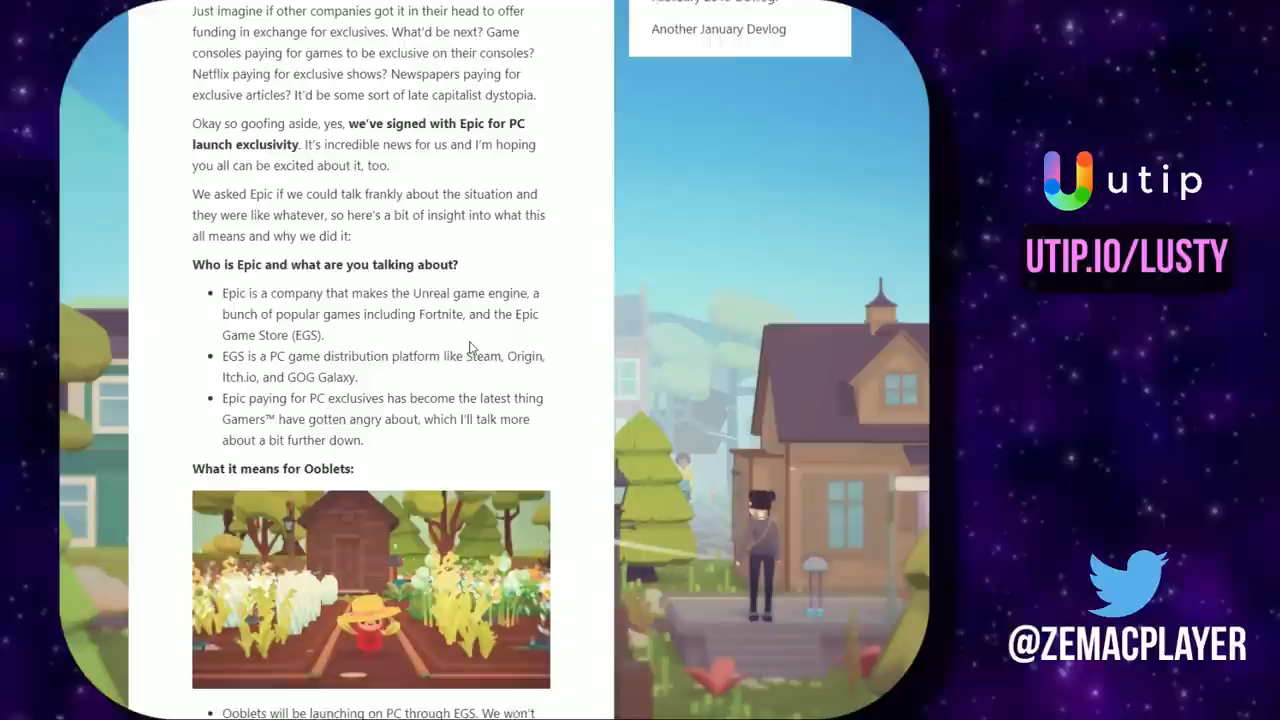 Just imagine if other companies got it in their head to offer
funding in exchange for exclusives. What'd be next? Game
consoles paying for games to be exclusive on their consoles?
Netflix paying for exclusive shows? Newspapers paying for
exclusive articles? It'd be some sort of late capitalist dystopia.
Okay so goofing aside, yes, we've signed with Epic for PC
launch exclusivity. It's incredible news for us and I'm hoping
you all can be excited about it, too.
We asked Epic if we could talk frankly about the situation and
they were like whatever, so here's a bit of insight into what this
all means and why we did it:
Who is Epic and what are you talking about?
• Epic is a company that makes the Unreal game engine, a
bunch of popular games including Fortnite, and the Epic
Game Store (EGS).
• EGS is a PC game distribution platform like Steam, Origin,
Itch.io, and GOG Galaxy.
• Epic paying for PC exclusives has become the latest thing
Gamers™ have gotten angry about, which I'll talk more
about a bit further down.
What it means for Ooblets:
• Ooblets will be launching on PC through EGS. We won't
Another January Devlog
utip
UTIP.IO/LUSTY
@ZEMACPLAYER